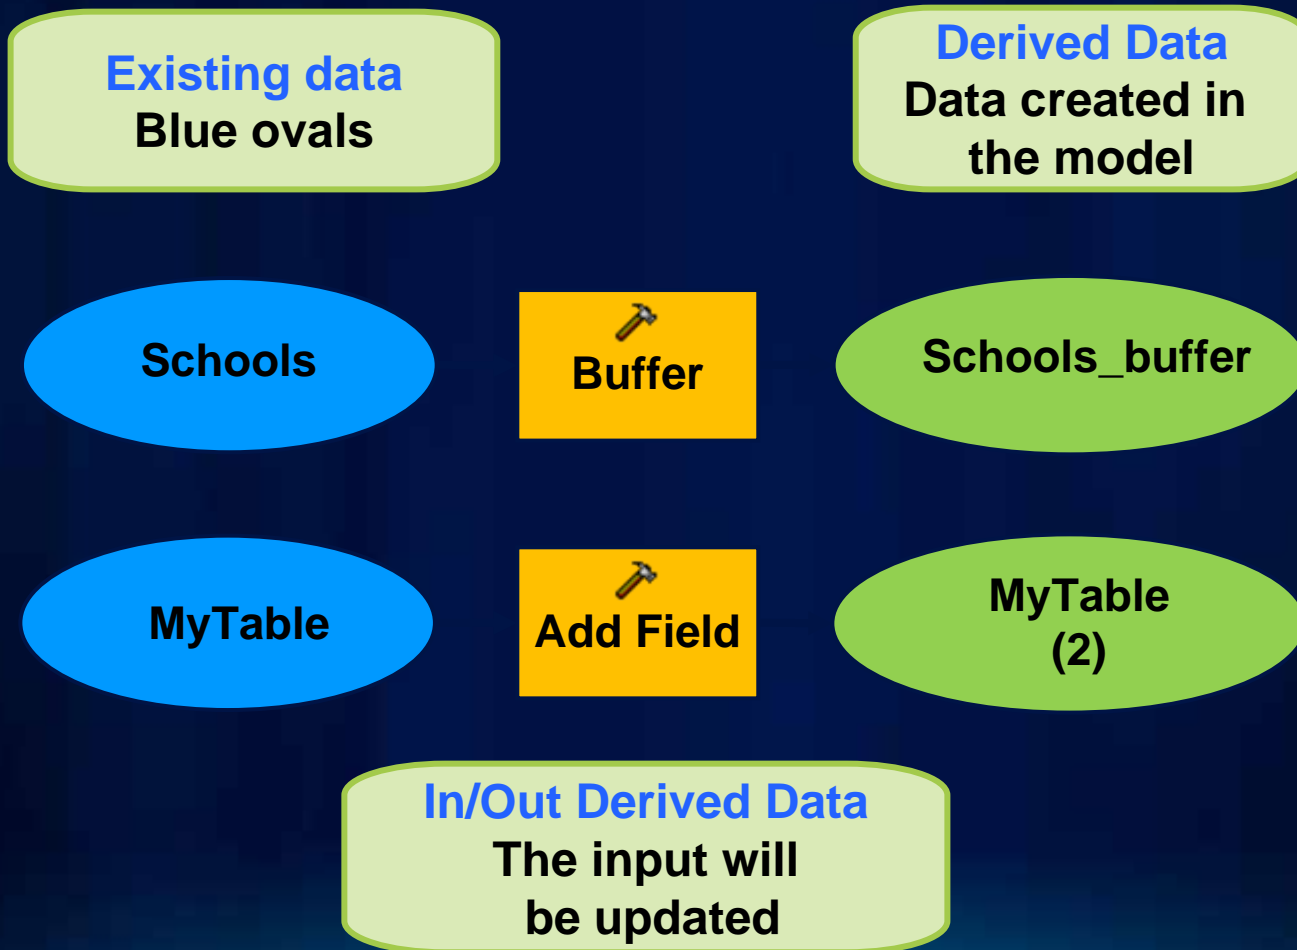 Existing data
Blue ovals
Derived Data
Data created in
the model
Schools
Buffer
Schools_buffer
MyTable
Add Field
MyTable
(2)
In/Out Derived Data
The input will
be updated